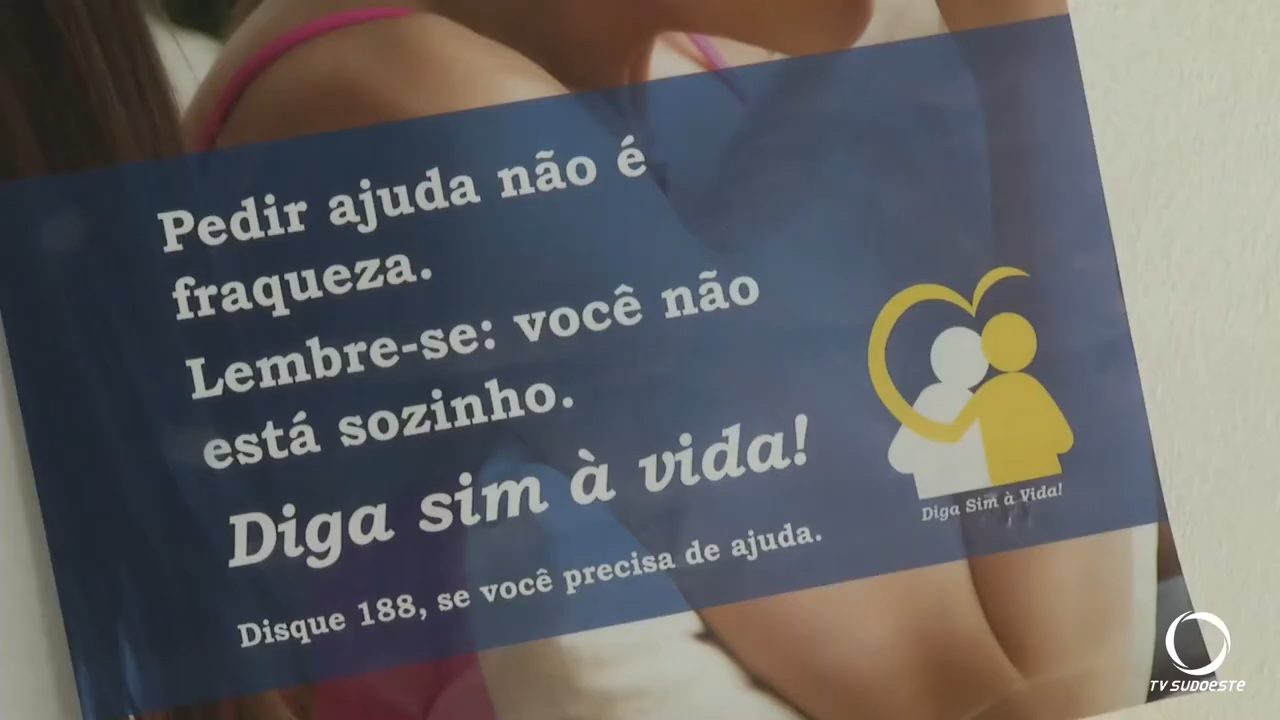 Pedir ajuda não é
fraqueza.
Lembre-se: você não
está sozinho.
Diga sim à vida!
Disque 188, se você precisa de ajuda.
Diga Sim à Vida!
TV SUDOESTE